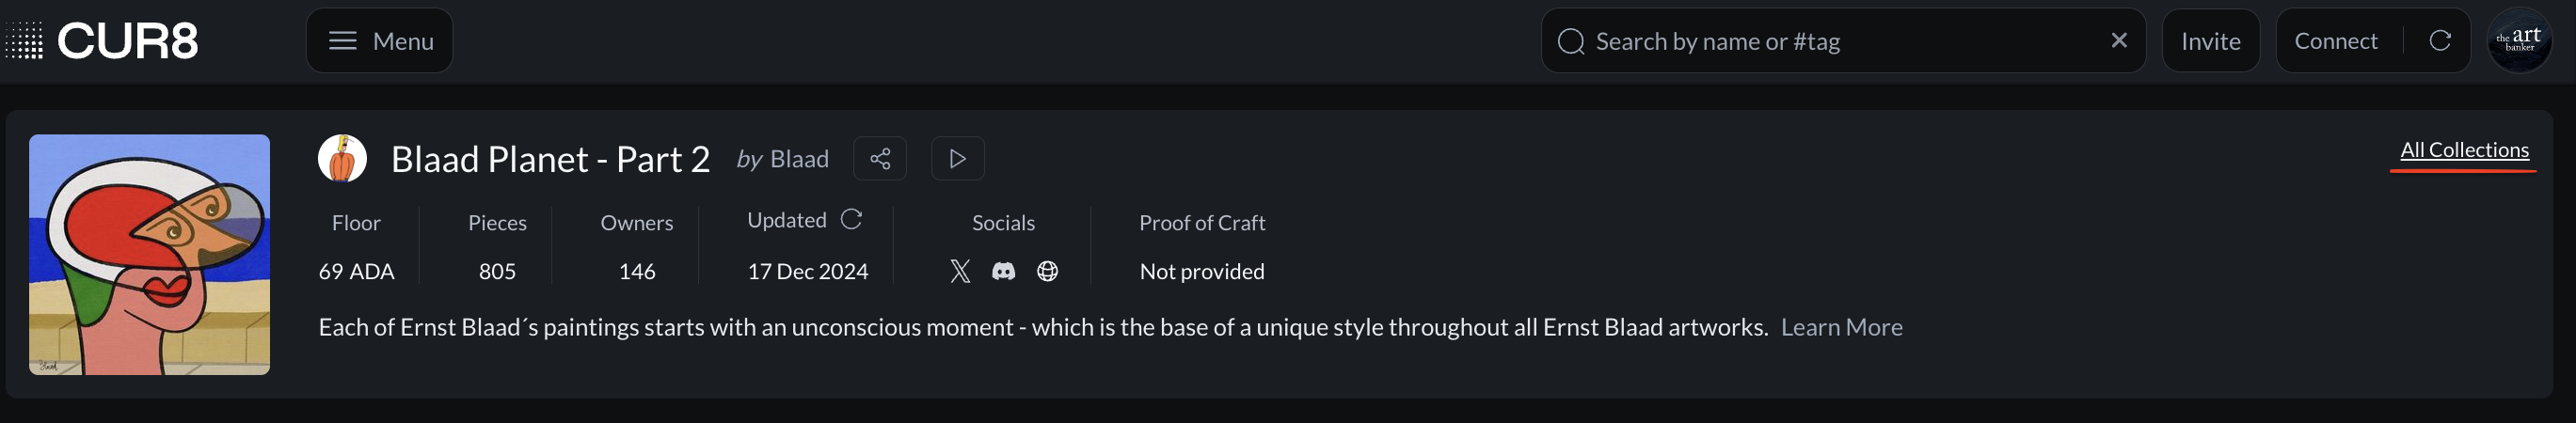 CUR8
Menu
Search by name or #tag
Invite
Connect
the art
banker
Blaad Planet - Part 2 by Blaad
All Collections
Floor Pieces Owners Updated Socials Proof of Craft
69 ADA 805 146 17 Dec 2024 Not provided
Each of Ernst Blaad´s paintings starts with an unconscious moment - which is the base of a unique style throughout all Ernst Blaad artworks. Learn More
Blaad